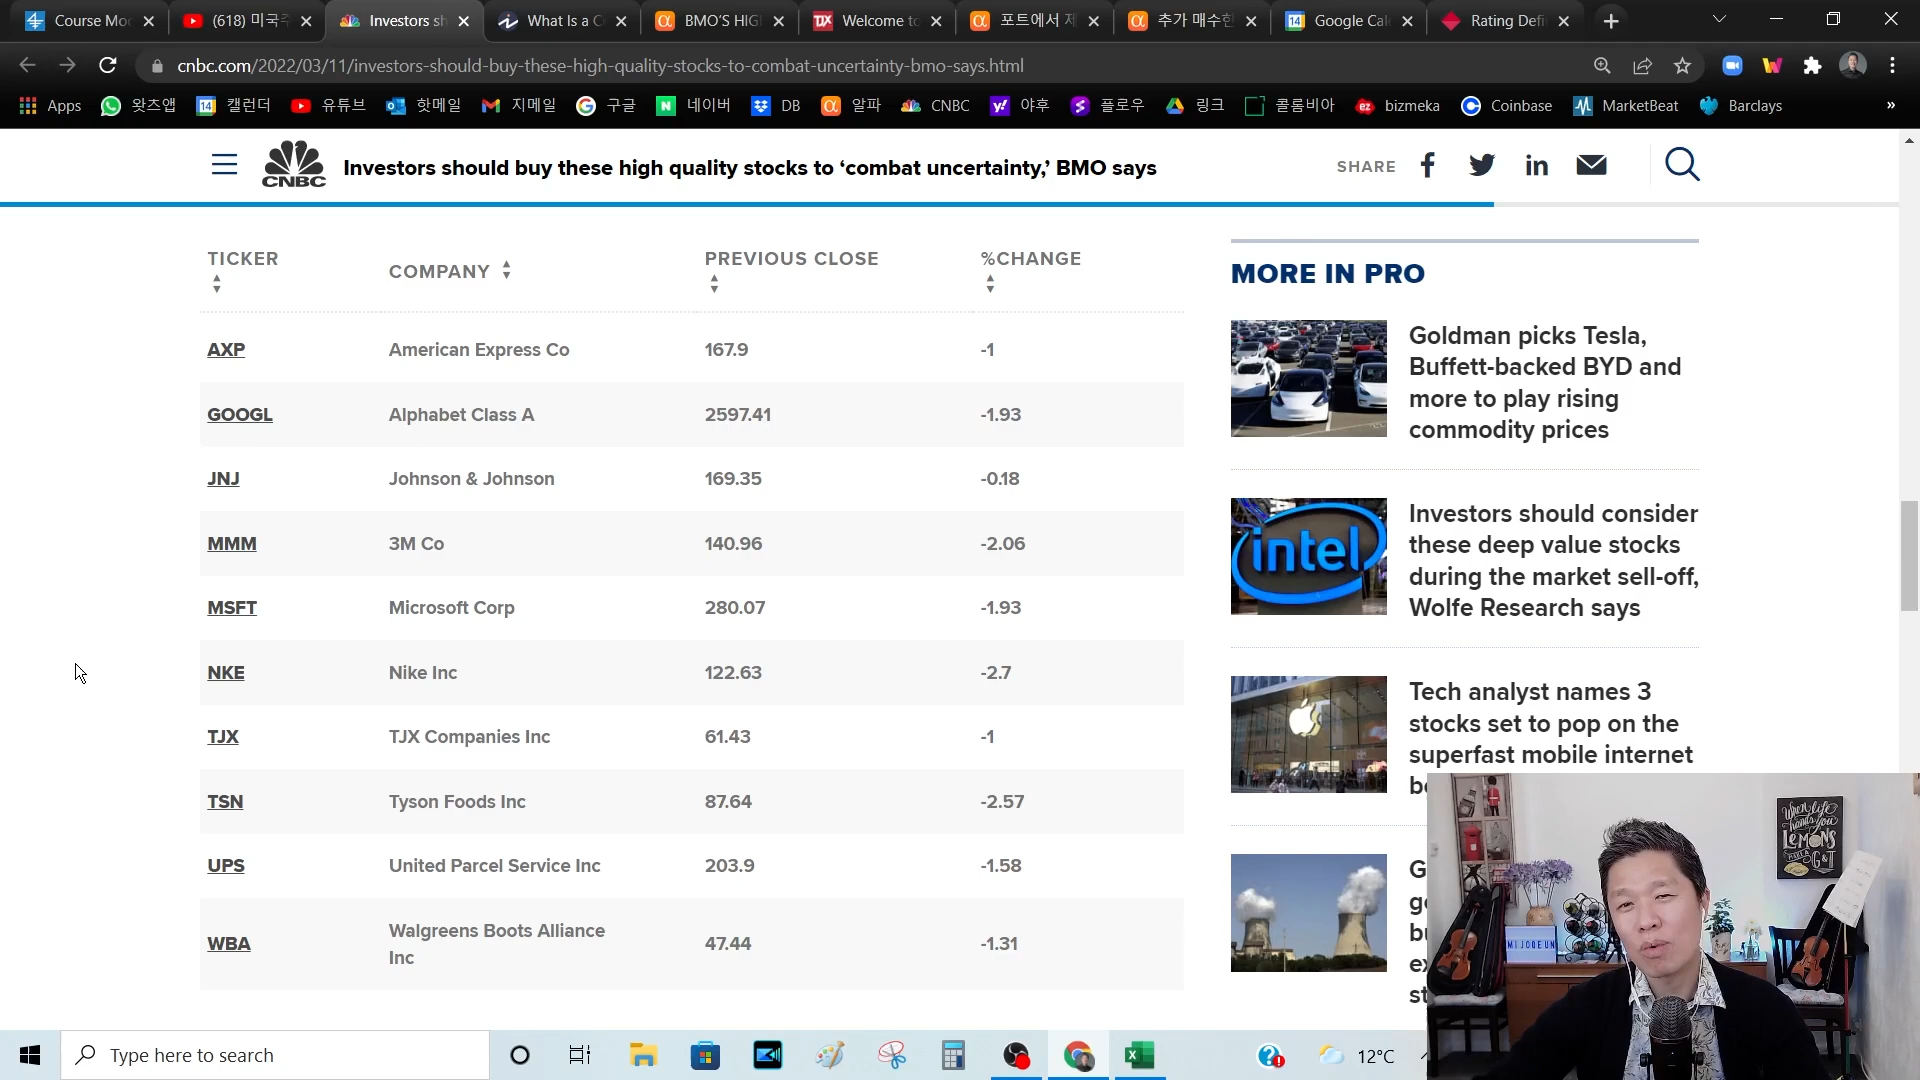 Course Mo
(618) 미국주
Investors sh
What Is a C
BMO'S HIG
Welcome to
포트에서 제
추가 매수한
Google Cal
Rating Defi
cnbc.com/2022/03/11/investors-should-buy-these-high-quality-stocks-to-combat-uncertainty-bmo-says.html
Apps
왓츠앱
캘런더
유튜브
핫메일
지메일
구글
네이버
DB
알파
CNBC
야후
플로우
링크
콜롬비아
bizmeka
Coinbase
MarketBeat
Barclays
»
CNBC
Investors should buy these high quality stocks to ‘combat uncertainty,’ BMO says
SHARE
TICKER COMPANY PREVIOUS CLOSE %CHANGE
AXP American Express Co 167.9 -1
GOOGL Alphabet Class A 2597.41 -1.93
JNJ Johnson & Johnson 169.35 -0.18
MMM 3M Co 140.96 -2.06
MSFT Microsoft Corp 280.07 -1.93
NKE Nike Inc 122.63 -2.7
TJX TJX Companies Inc 61.43 -1
TSN Tyson Foods Inc 87.64 -2.57
UPS United Parcel Service Inc 203.9 -1.58
WBA Walgreens Boots Alliance Inc 47.44 -1.31
MORE IN PRO
Goldman picks Tesla,
Buffett-backed BYD and
more to play rising
commodity prices
intel
Investors should consider
these deep value stocks
during the market sell-off,
Wolfe Research says
Tech analyst names 3
stocks set to pop on the
superfast mobile internet
b
G
g
b
e
st
When life
hands you
LEMONS
G&T
MI JOOEUN
Type here to search
12°C